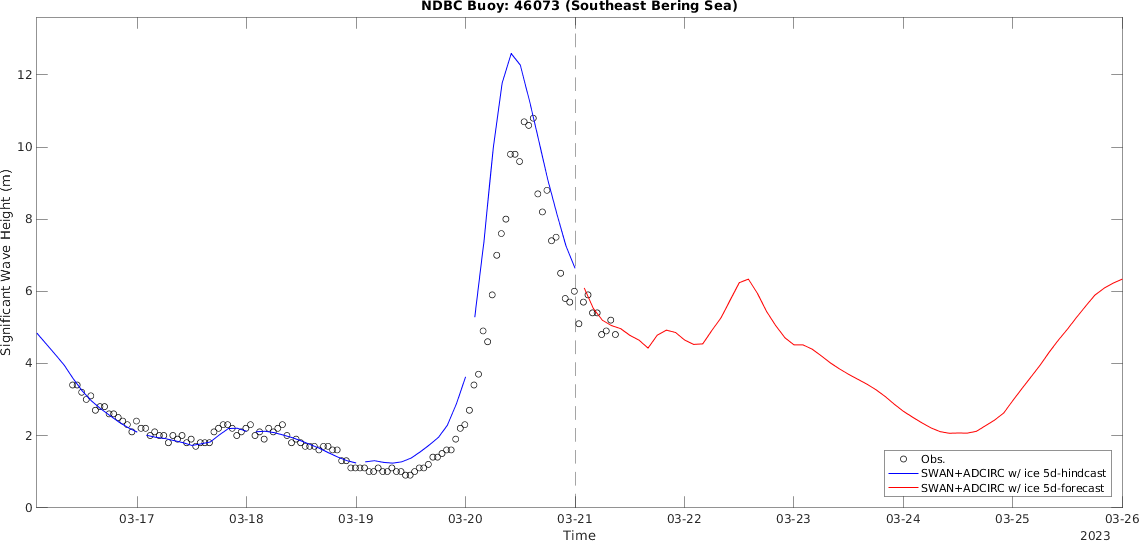 NDBC Buoy: 46073 (Southeast Bering Sea)
Significant Wave Height (m)
12
10
8
6
4
2
0
03-17 03-18 03-19 03-20 03-21 03-22 03-23 03-24 03-25 03-26
Time
2023
Obs.
SWAN+ADCIRC w/ ice 5d-hindcast
SWAN+ADCIRC w/ ice 5d-forecast